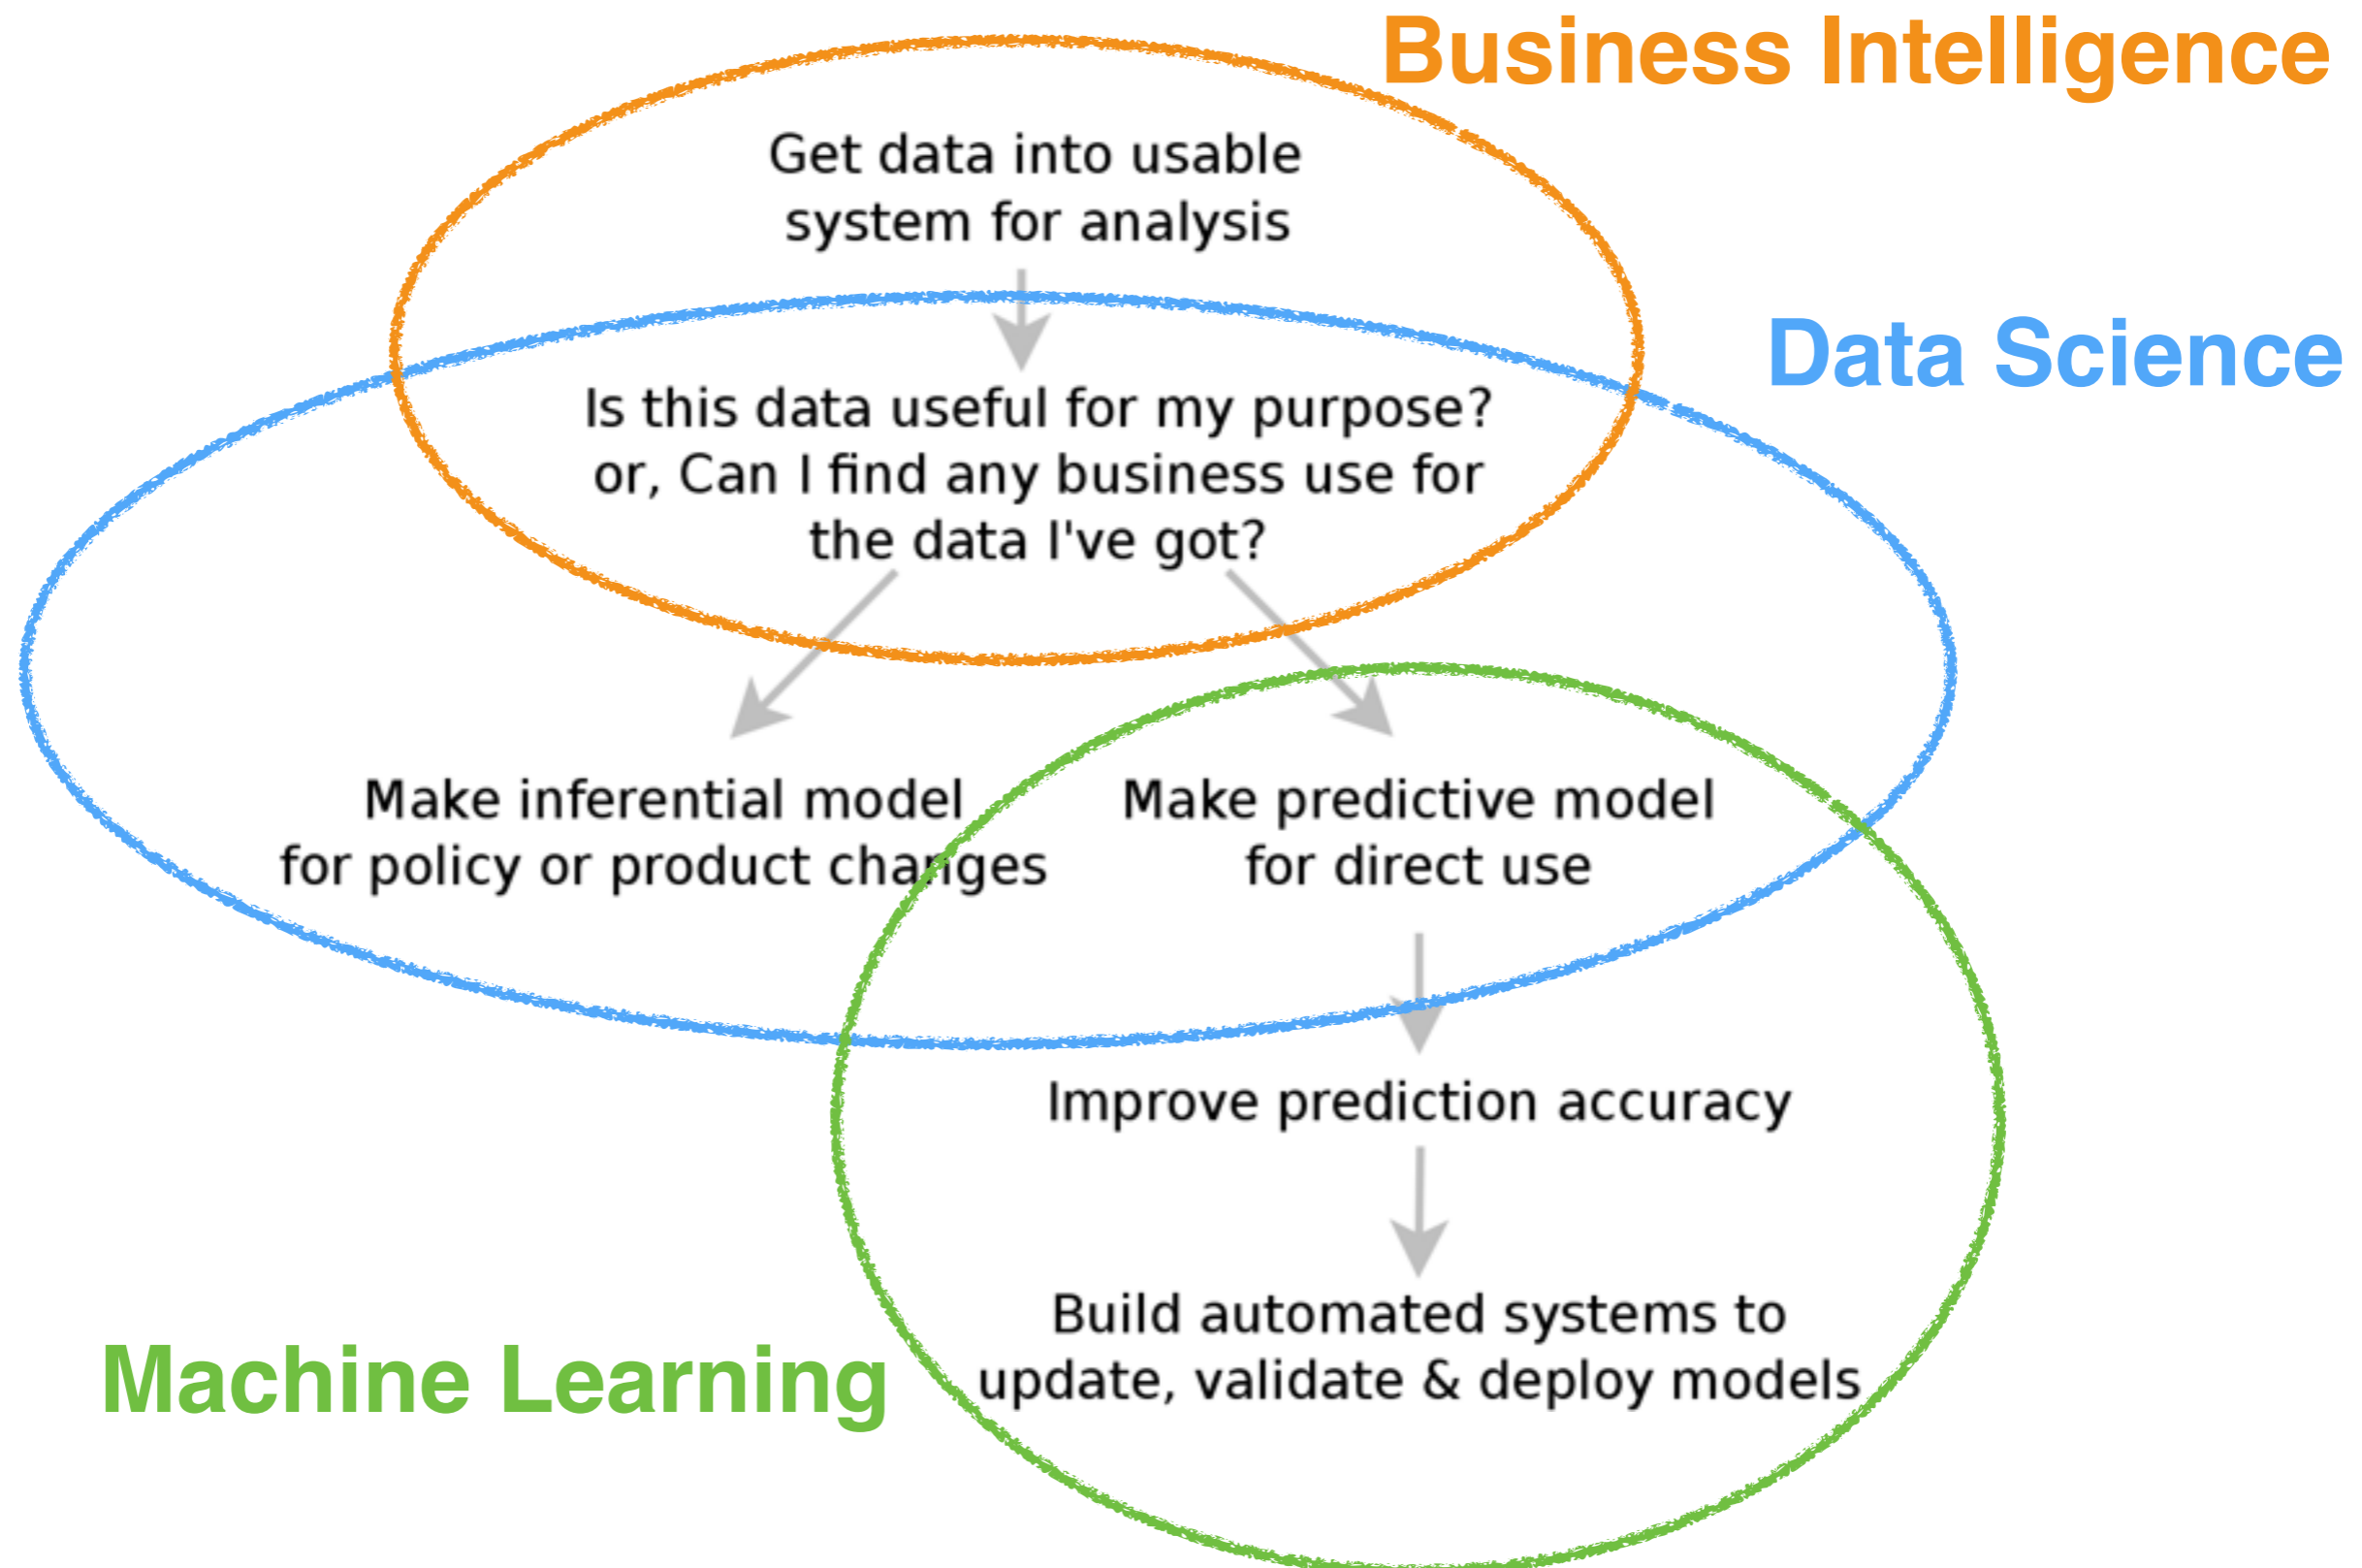 Business Intelligence
Get data into usable
system for analysis
Data Science
Is this data useful for my purpose?
or, Can I find any business use for
the data I've got?
Make inferential model
for policy or product changes
Make predictive model
for direct use
Improve prediction accuracy
Build automated systems to
update, validate & deploy models
Machine Learning